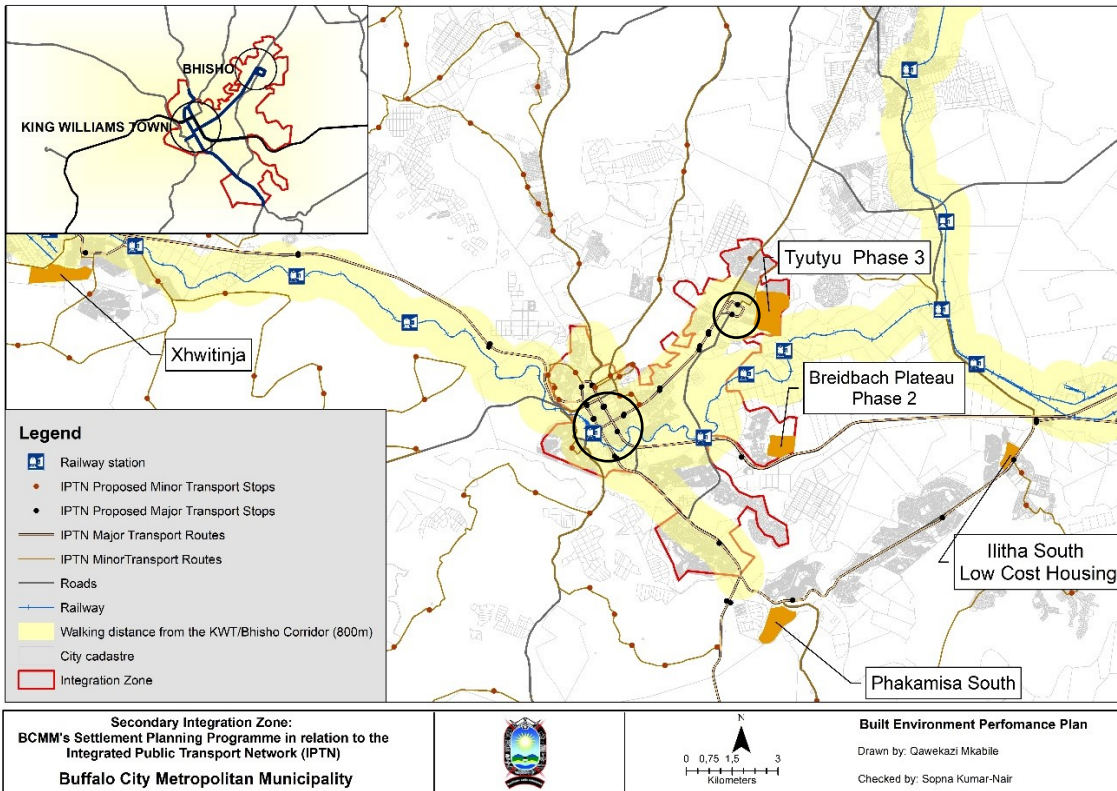 BHISHO
KING WILLIAMS TOWN
Tyutyu Phase 3
Xhwitinja
Breidbach Plateau
Phase 2
Ilitha South
Low Cost Housing
Phakamisa South
Legend
Railway station
IPTN Proposed Minor Transport Stops
IPTN Proposed Major Transport Stops
IPTN Major Transport Routes
IPTN MinorTransport Routes
Roads
Railway
Walking distance from the KWT/Bhisho Corridor (800m)
City cadastre
Integration Zone
Secondary Integration Zone:
BCMM's Settlement Planning Programme in relation to the
Integrated Public Transport Network (IPTN)
Buffalo City Metropolitan Municipality
N
0 0,75 1,5 3
Kilometers
Built Environment Perfomance Plan
Drawn by: Qawekazi Mkabile
Checked by: Sopna Kumar-Nair